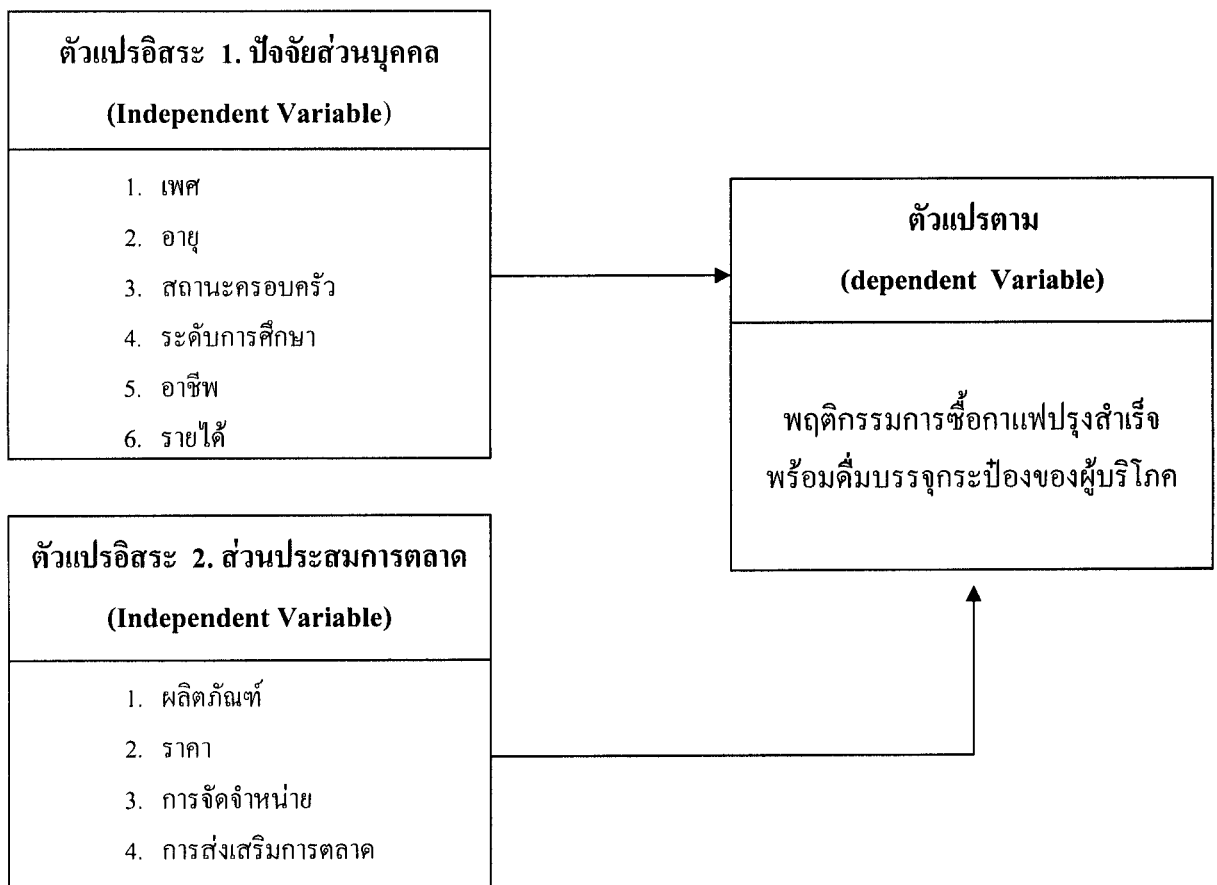 ตัวแปรอิสระ 1. ปัจจัยส่วนบุคคล
(Independent Variable)
1. เพศ
2. อายุ
3. สถานะครอบครัว
4. ระดับการศึกษา
5. อาชีพ
6. รายได้
ตัวแปรตาม
(dependent Variable)
พฤติกรรมการซื้อกาแฟปรุงสำเร็จ
พร้อมดื่มบรรจุกระป๋องของผู้บริโภค
ตัวแปรอิสระ 2. ส่วนประสมการตลาด
(Independent Variable)
1. ผลิตภัณฑ์
2. ราคา
3. การจัดจำหน่าย
4. การส่งเสริมการตลาด